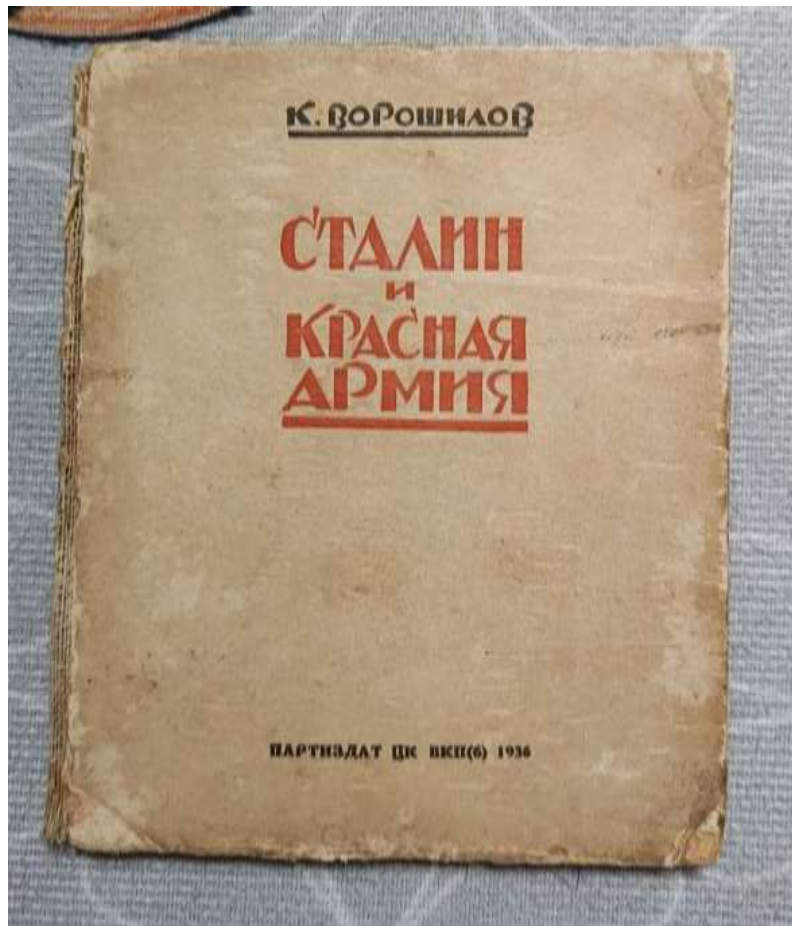 К. ВОРОШИЛОВ
СТАЛИН
И
КРАСНАЯ
АРМИЯ
ПАРТИЗДАТ ЦК ВКП(б) 1936